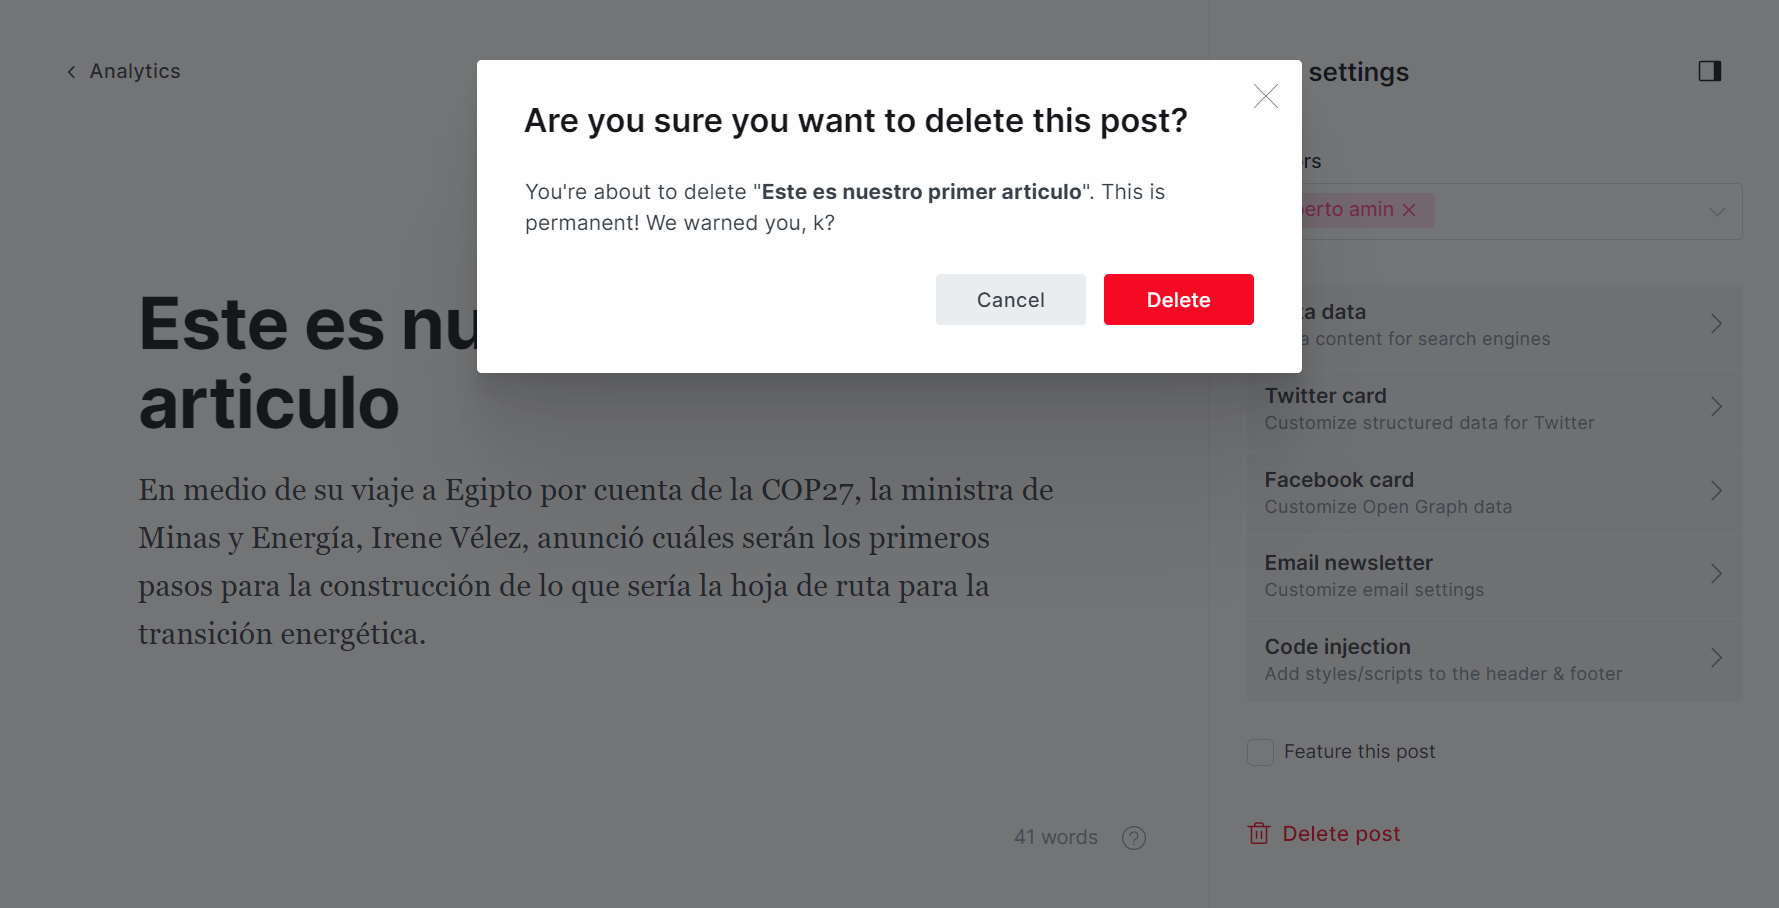 Analytics
settings
Are you sure you want to delete this post?
You're about to delete "Este es nuestro primer articulo". This is
permanent! We warned you, k?
Cancel
Delete
Este es
articulo
En medio de su viaje a Egipto por cuenta de la COP27, la ministra de
Minas y Energía, Irene Vélez, anunció cuáles serán los primeros
pasos para la construcción de lo que sería la hoja de ruta para la
transición energética.
41 words
amin
data
content for search engines
Twitter card
Customize structured data for Twitter
Facebook card
Customize Open Graph data
Email newsletter
Customize email settings
Code injection
Add styles/scripts to the header & footer
Feature this post
Delete post